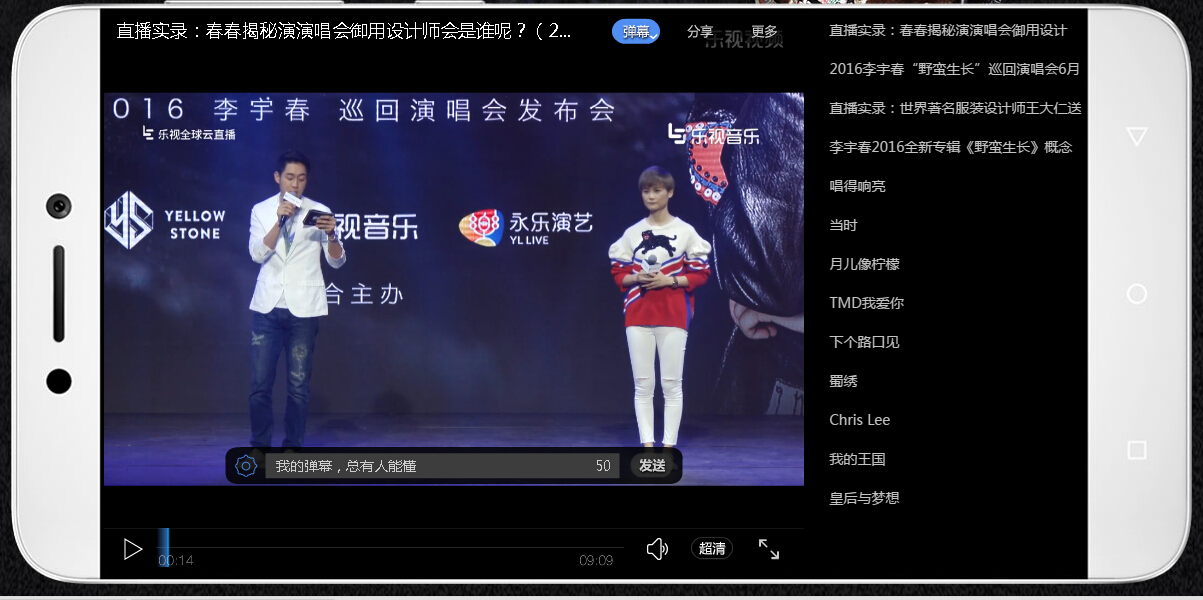 直播实录：春春揭秘演演唱会御用设计师会是谁呢？（2...
弹幕
分享
更多
乐视视频
016 李宇春 巡回演唱会发布会
乐视全球云直播
乐视音乐
YELLOW
STONE
视音乐
永乐演艺
YL LIVE
合主办
我的弹幕，总有人能懂
50
发送
00:14
09:09
超清
直播实录：春春揭秘演演唱会御用设计
2016李宇春“野蛮生长”巡回演唱会6月
直播实录：世界著名服装设计师王大仁送
李宇春2016全新专辑《野蛮生长》概念
唱得响亮
当时
月儿像柠檬
TMD我爱你
下个路口见
蜀绣
Chris Lee
我的王国
皇后与梦想